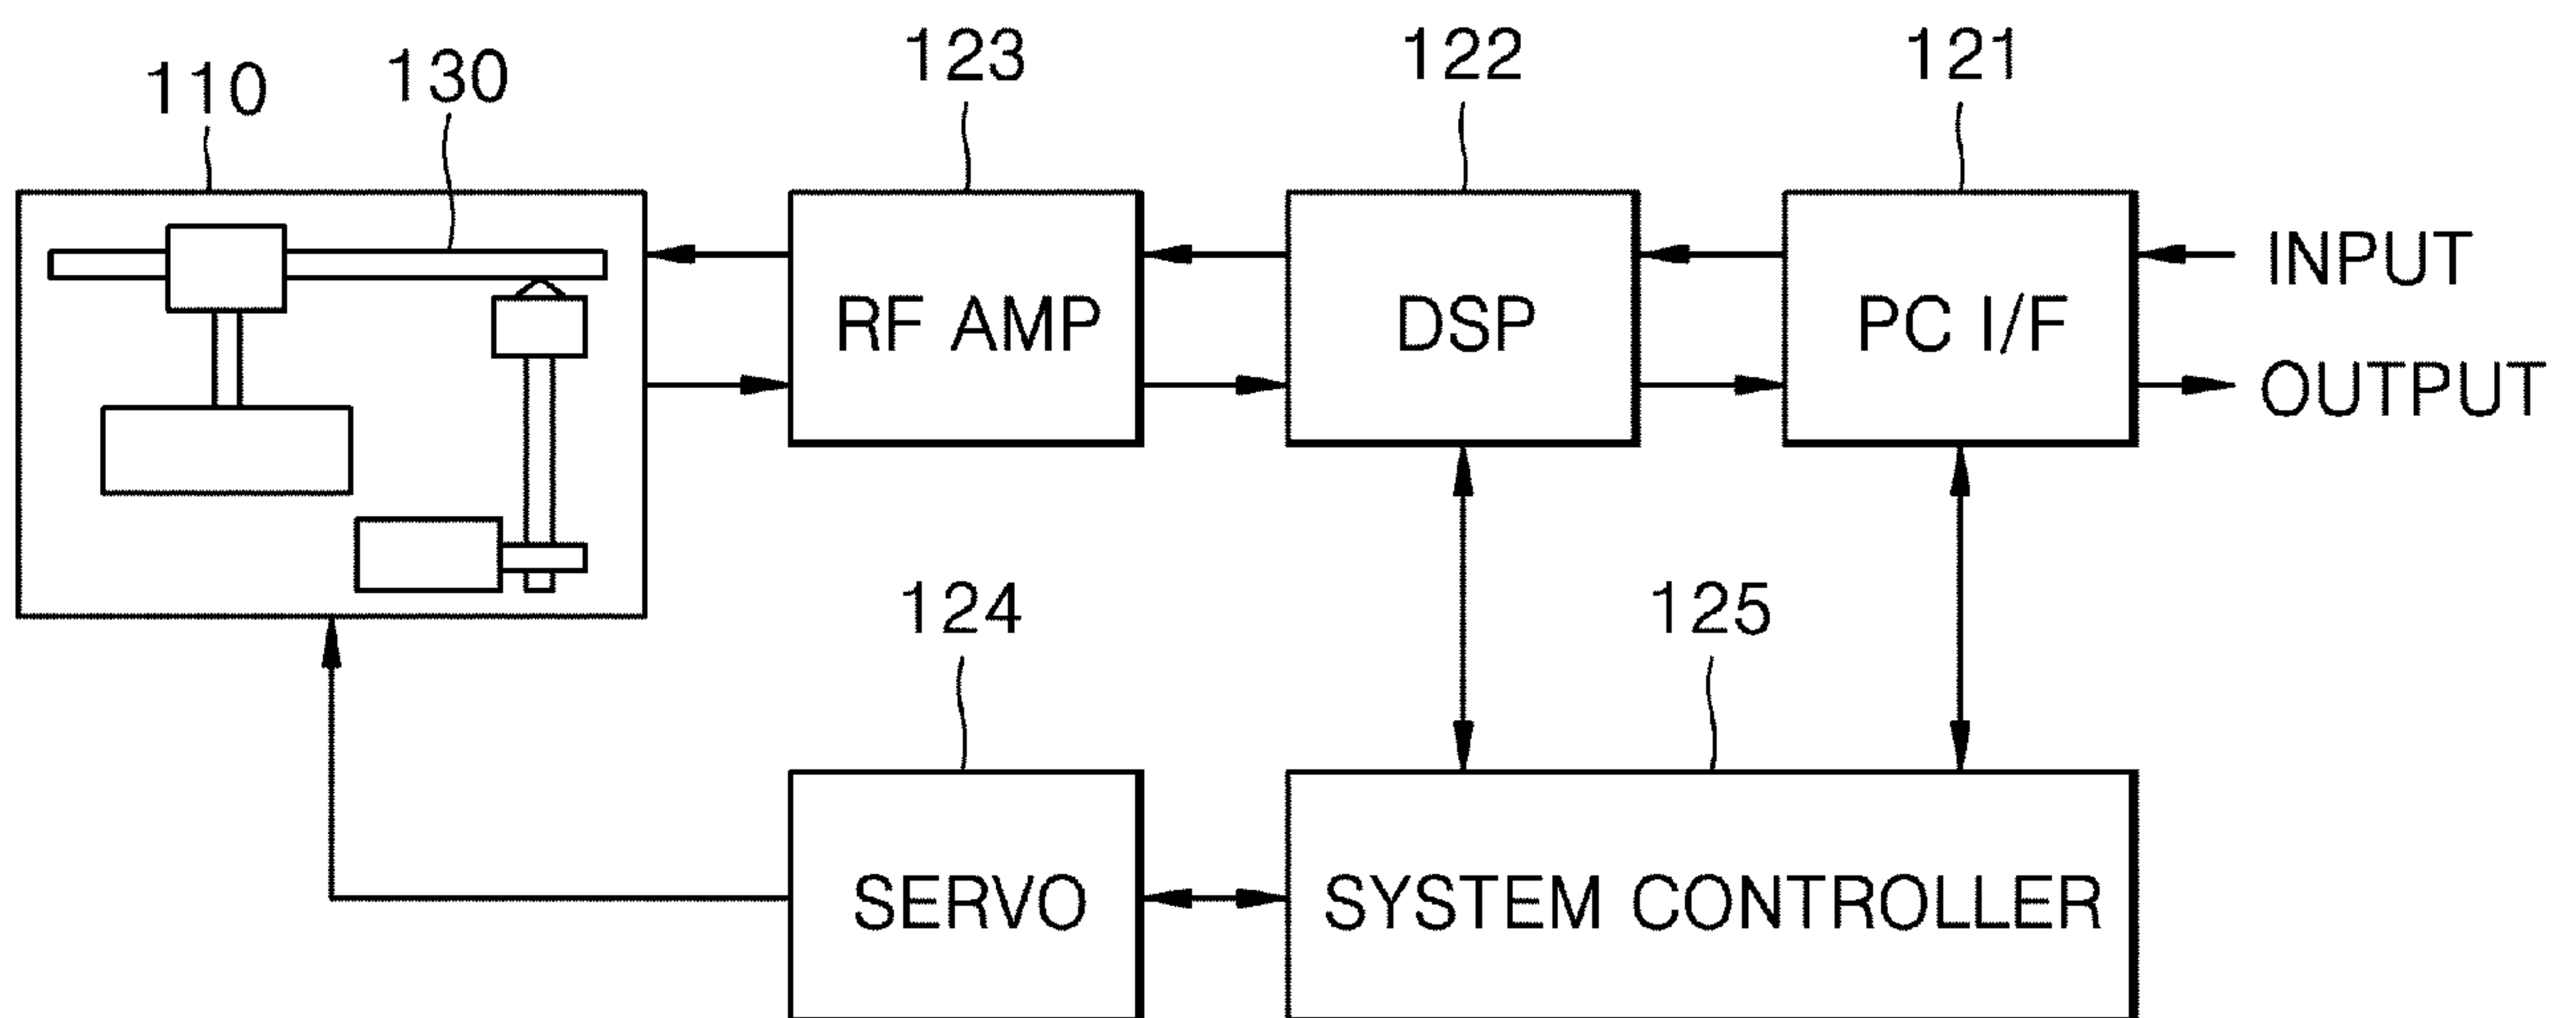 110
130
123
122
121
RF AMP
DSP
PC I/F
INPUT
OUTPUT
124
125
SERVO
SYSTEM CONTROLLER